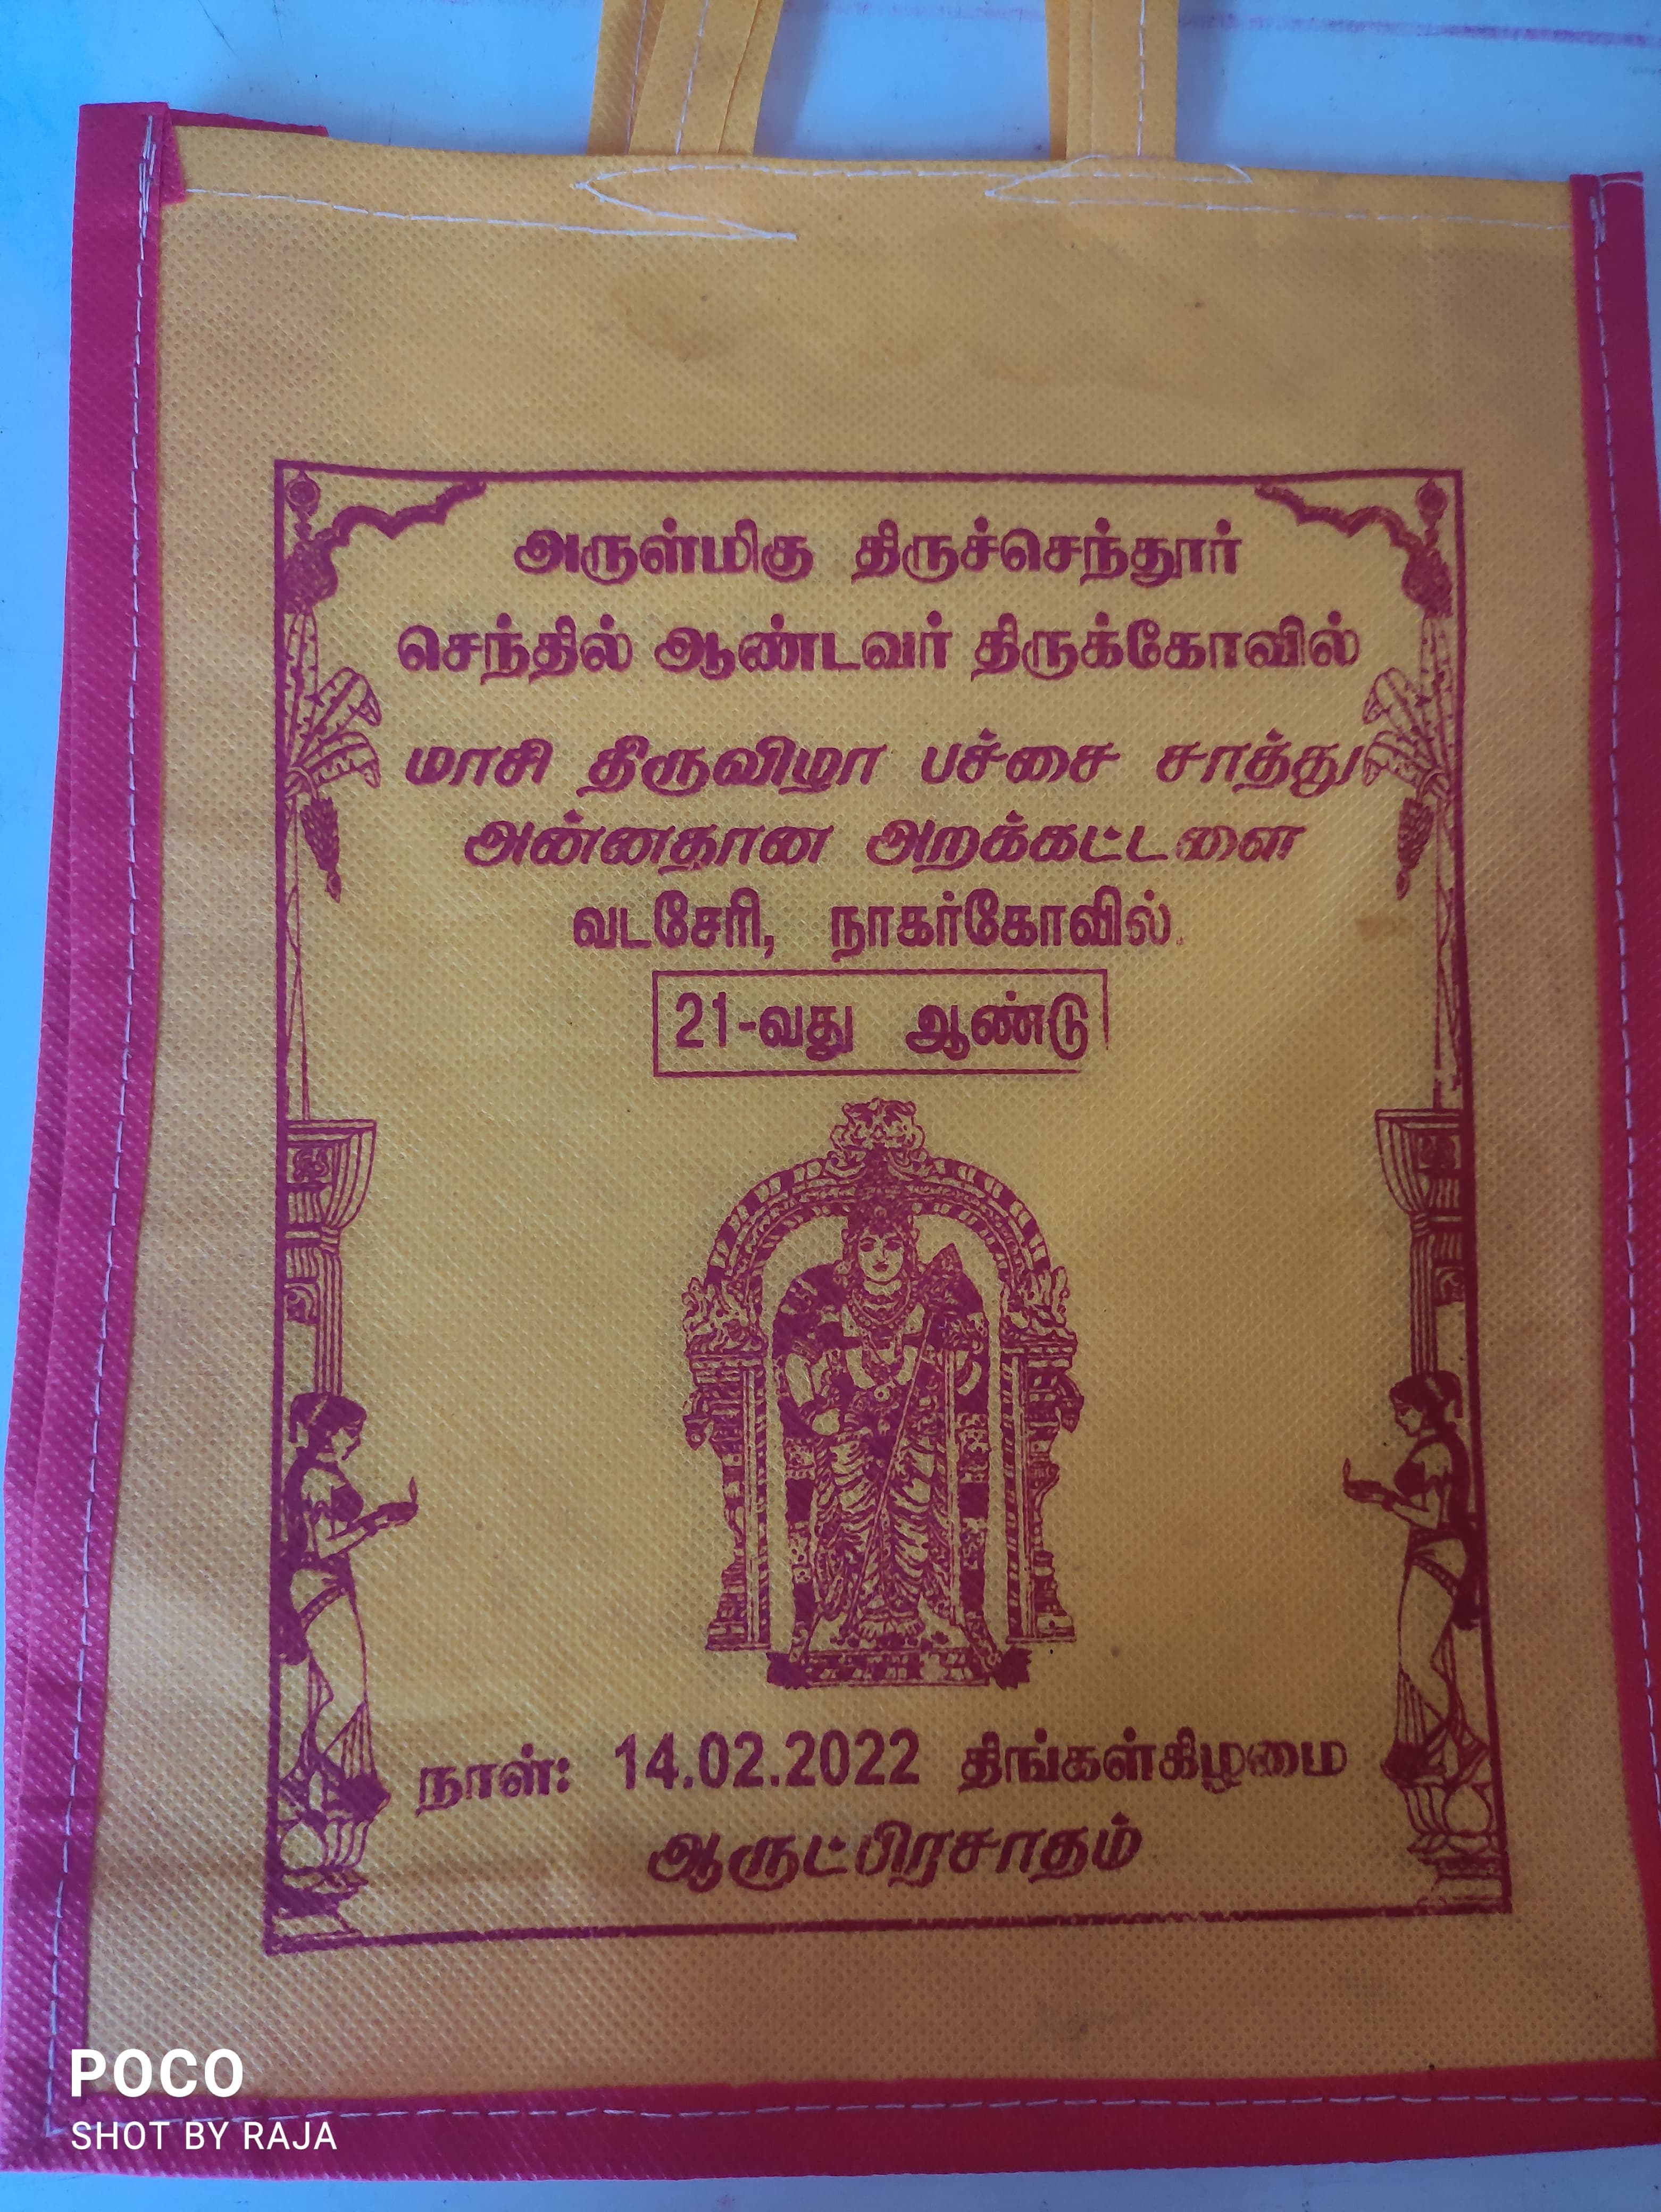 அருள்மிகு திருச்செந்தூர்
செந்தில் ஆண்டவர் திருக்கோவில்
மாசி திருவிழா பச்சை சாத்து
அன்னதான அறக்கட்டளை
வடசேரி, நாகர்கோவில்.
21-வது ஆண்டு
நாள்: 14.02.2022 திங்கள்கிழமை
ஆருட்பிரசாதம்
POCO
SHOT BY RAJA